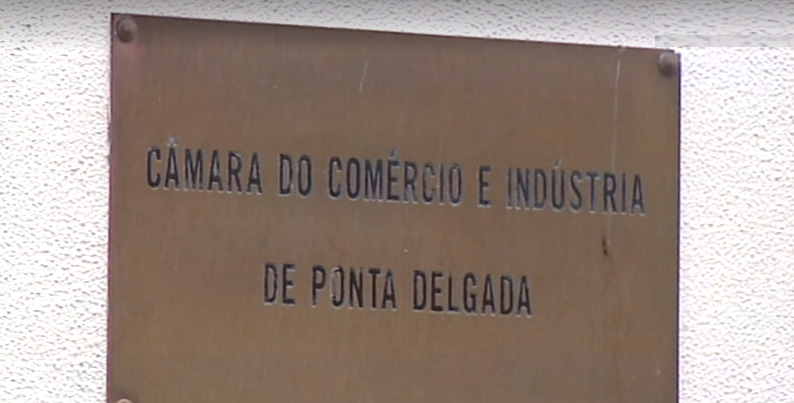 CÂMARA DO COMÉRCIO E INDÚSTRIA
DE PONTA DELGADA